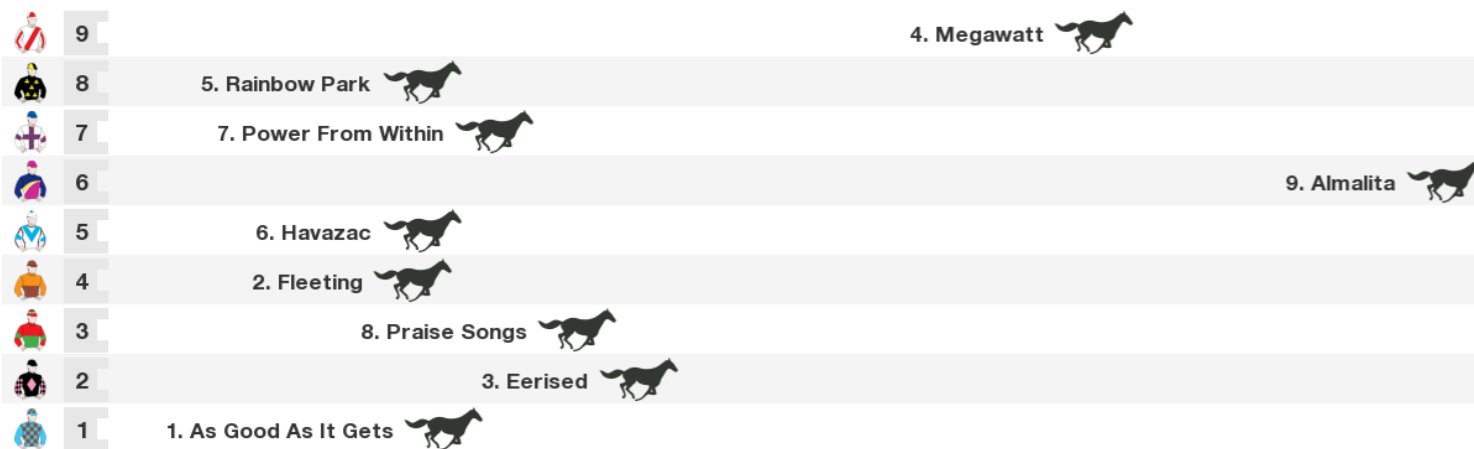 9 4. Megawatt
8 5. Rainbow Park
7 7. Power From Within
6 9. Almalita
5 6. Havazac
4 2. Fleeting
3 8. Praise Songs
2 3. Eerised
1 1. As Good As It Gets